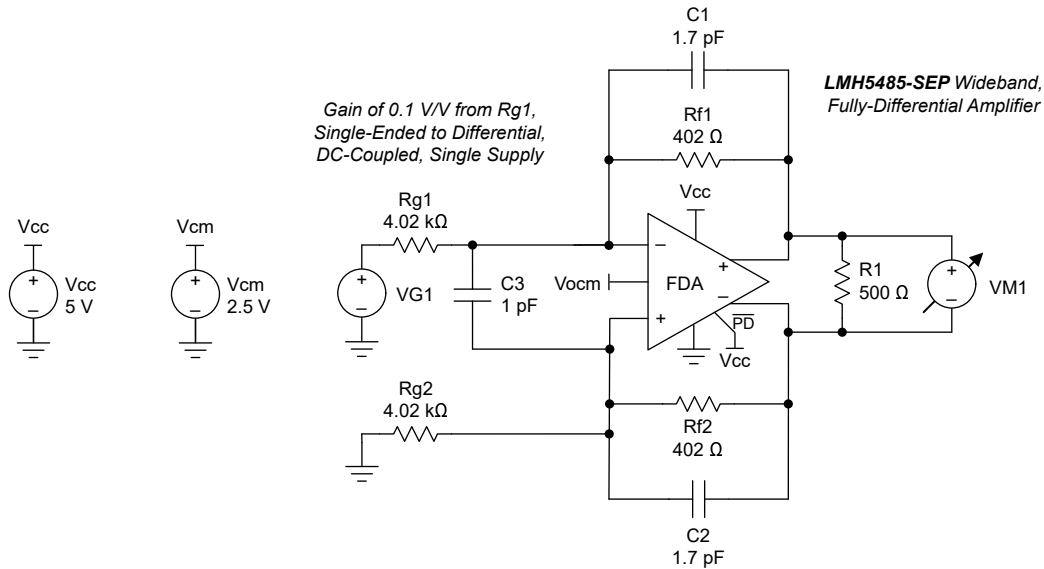 C1
1.7 pF
LMH5485-SEP Wideband,
Fully-Differential Amplifier
Gain of 0.1 V/V from Rg1,
Single-Ended to Differential,
DC-Coupled, Single Supply
Rf1
402 Ω
Vcc
Rg1
4.02 kΩ
Vcc
+
−
Vcc
5 V
Vcm
+
−
Vcm
2.5 V
+
−
VG1
C3
1 pF
Vocm
−
+
FDA
+
−
PD
Vcc
R1
500 Ω
+
−
VM1
Rg2
4.02 kΩ
Rf2
402 Ω
C2
1.7 pF